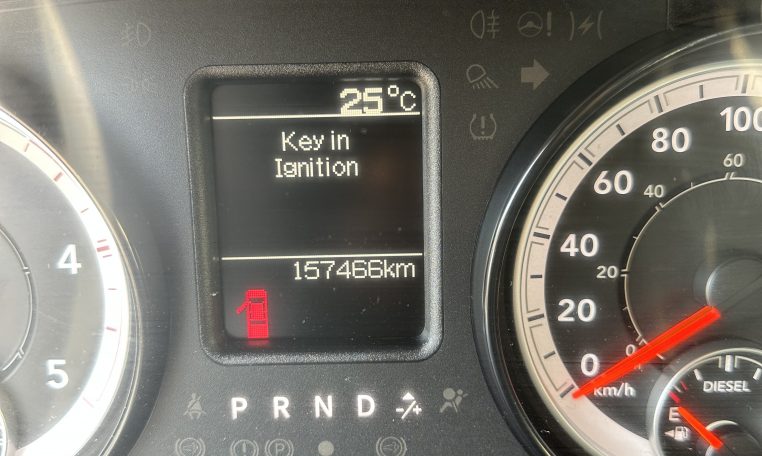 25°C
Key in
Ignition
157466km
4
5
P R N D -/+
0
20
40
60
80
100
0
20
40
60
km/h
DIESEL
E
(P)